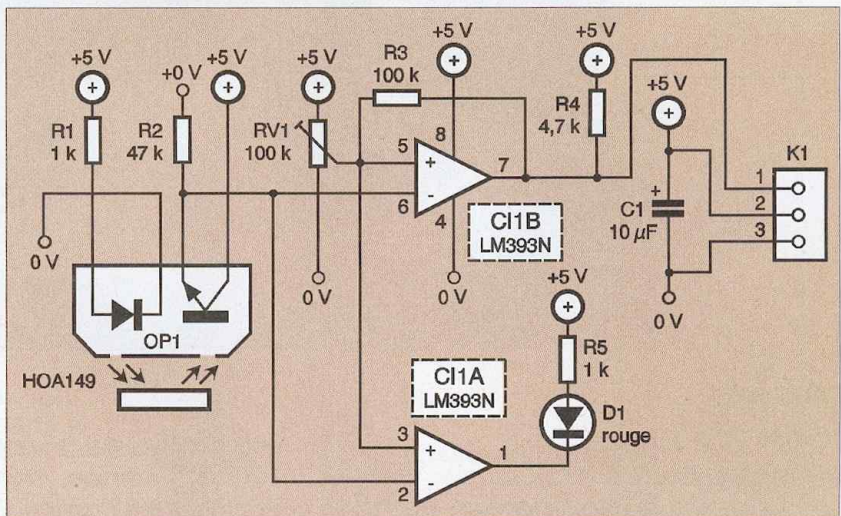 +5 V
+0 V
+5 V
+5 V
R3
100 k
+5 V
+5 V
+5 V
R1
1 k
R2
47 k
RV1
100 k
R4
4,7 k
K1
5
+
8
7
6
-
4
1
2
3
+
C1
10 µF
CI1B
LM393N
0 V
0 V
0 V
0 V
OP1
HOA149
+5 V
R5
1 k
CI1A
LM393N
D1
rouge
3
+
1
2
-